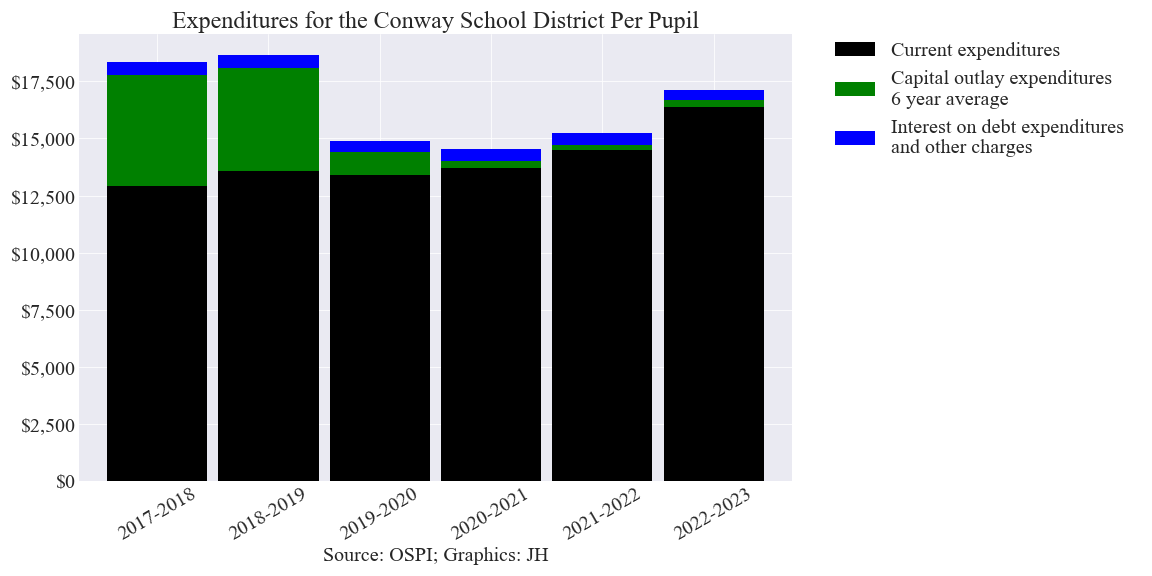 Expenditures for the Conway School District Per Pupil
$17,500
$15,000
$12,500
$10,000
$7,500
$5,000
$2,500
$0
2017-2018
2018-2019
2019-2020
2020-2021
2021-2022
2022-2023
Source: OSPI; Graphics: JH
Current expenditures
Capital outlay expenditures
6 year average
Interest on debt expenditures
and other charges